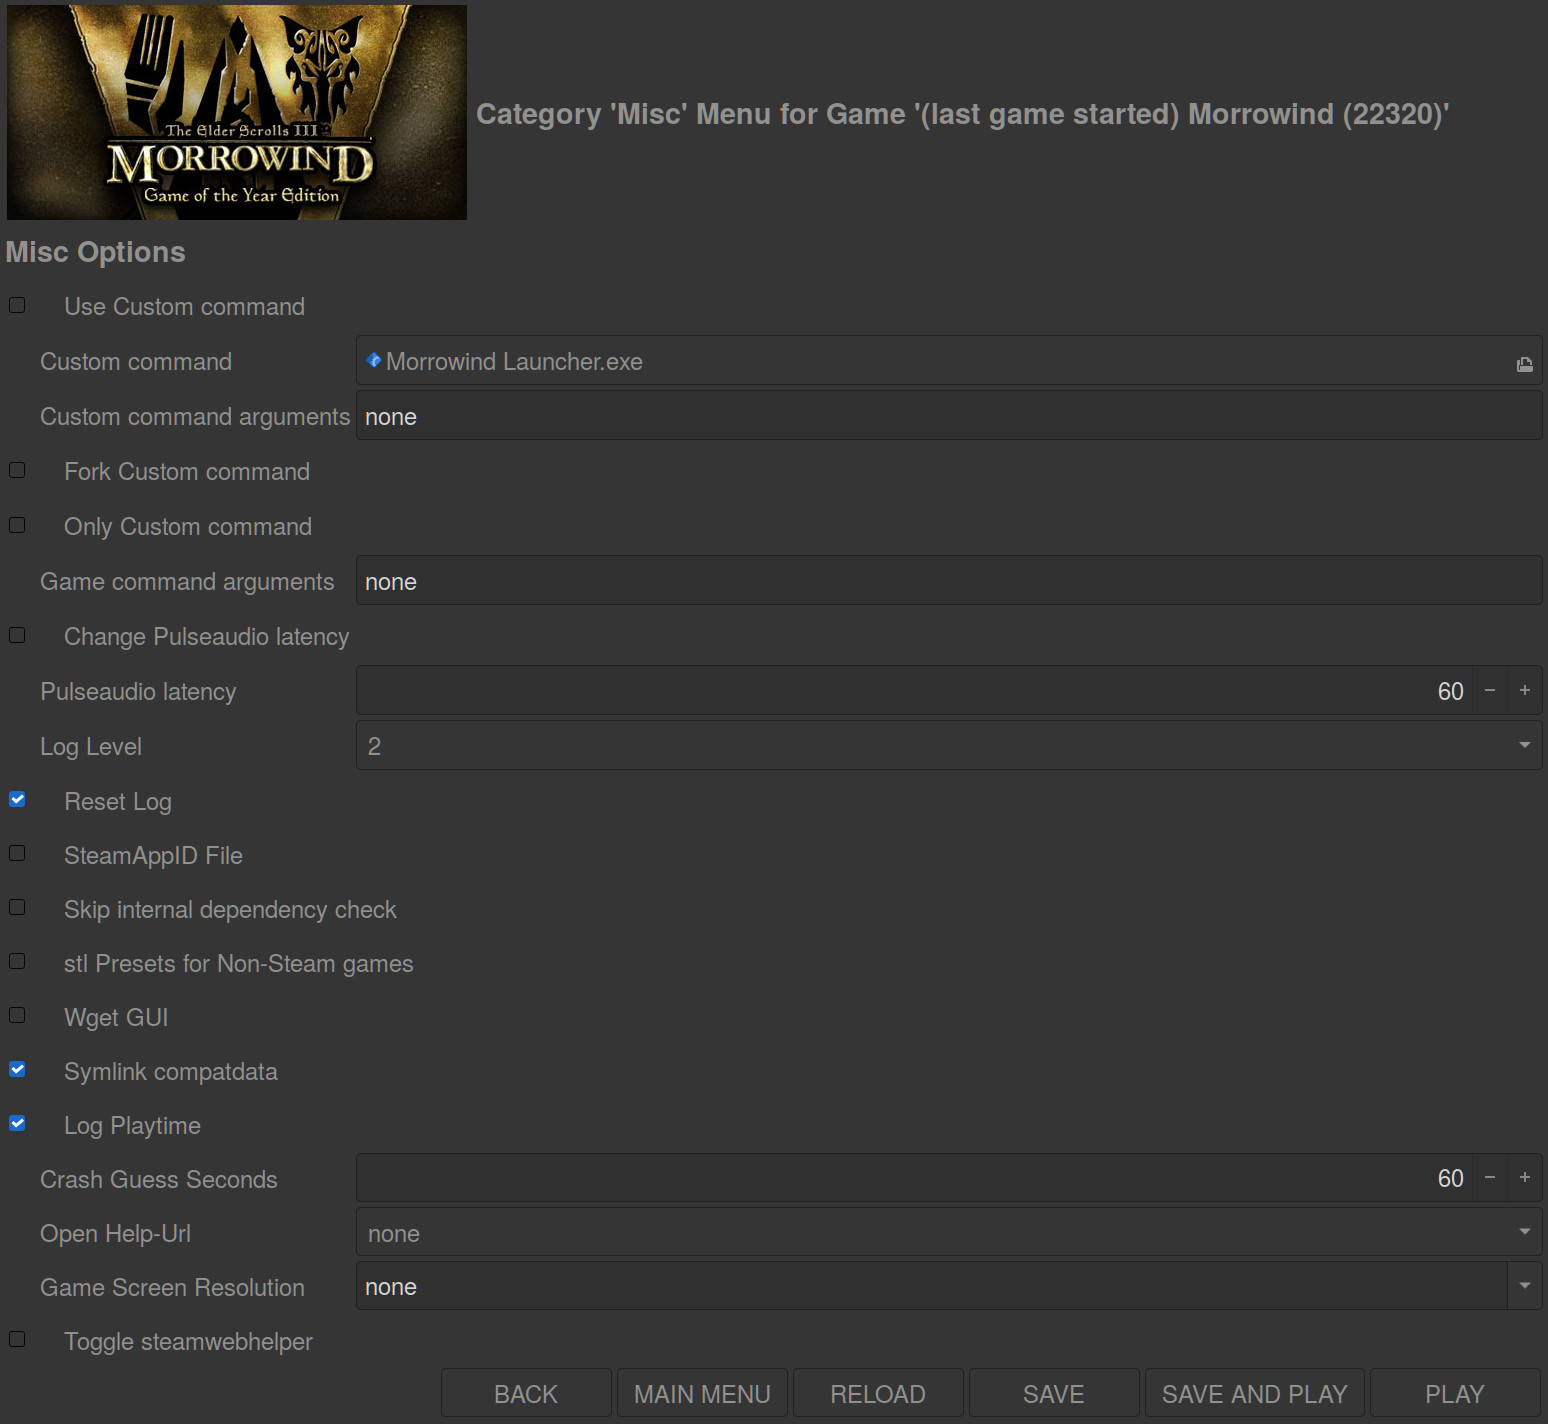 The Elder Scrolls III
MORROWIND
Game of the Year Edition
Category 'Misc' Menu for Game '(last game started) Morrowind (22320)'
Misc Options
Use Custom command
Custom command Morrowind Launcher.exe
Custom command arguments none
Fork Custom command
Only Custom command
Game command arguments none
Change Pulseaudio latency
Pulseaudio latency 60 − +
Log Level 2
Reset Log
SteamAppID File
Skip internal dependency check
stl Presets for Non-Steam games
Wget GUI
Symlink compatdata
Log Playtime
Crash Guess Seconds 60 − +
Open Help-Url none
Game Screen Resolution none
Toggle steamwebhelper
BACK MAIN MENU RELOAD SAVE SAVE AND PLAY PLAY